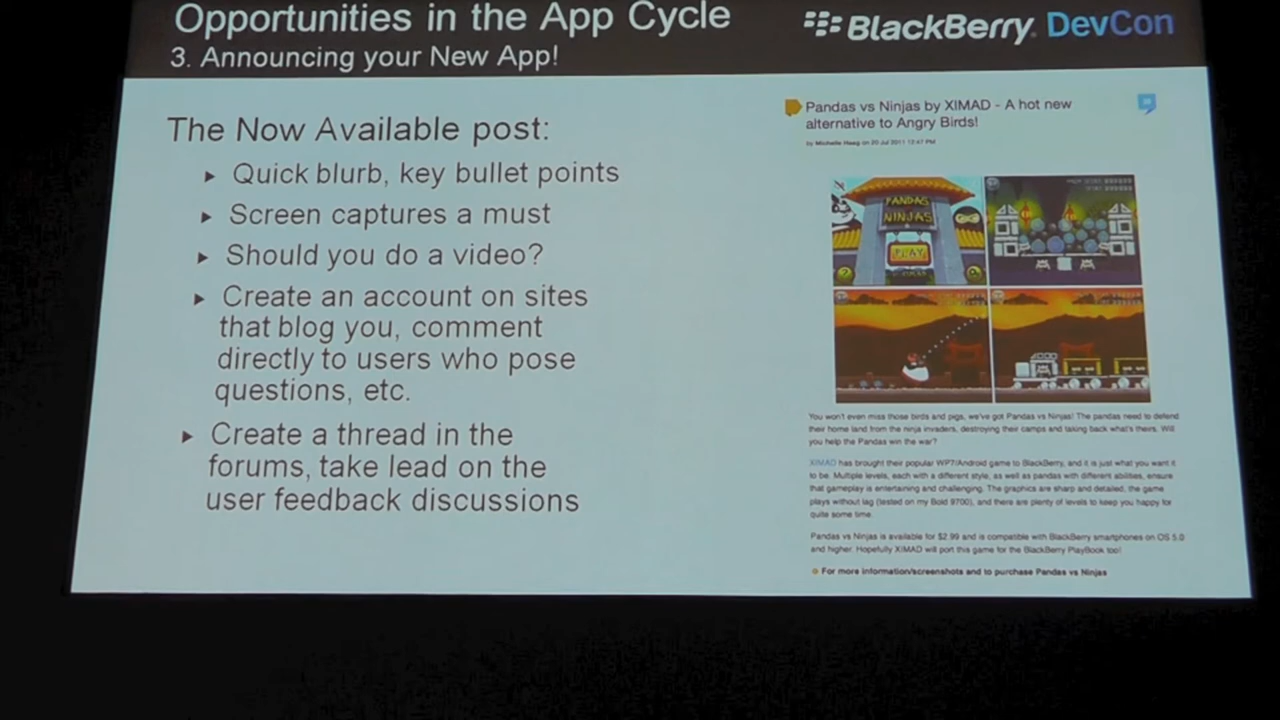 Opportunities in the App Cycle
3. Announcing your New App!
BlackBerry. DevCon
The Now Available post:
Quick blurb, key bullet points
Screen captures a must
Should you do a video?
Create an account on sites
that blog you, comment
directly to users who pose
questions, etc.
Create a thread in the
forums, take lead on the
user feedback discussions
Pandas vs Ninjas by XIMAD - A hot new
alternative to Angry Birds!
by Michelle Haag on 20 Jul 2011 12:47 PM
PANDAS
NINJAS
PLAY
You won't even miss those birds and pigs, we've got Pandas vs Ninjas! The pandas need to defend
their home land from the ninja invaders, destroying their camps and taking back what's theirs. Will
you help the Pandas win the war?
XIMAD has brought their popular WP7/Android game to BlackBerry, and it is just what you want it
to be. Multiple levels, each with a different style, as well as pandas with different abilities, ensure
that gameplay is entertaining and challenging. The graphics are sharp and detailed, the game
plays without lag (tested on my Bold 9700), and there are plenty of levels to keep you happy for
quite some time.
Pandas vs Ninjas is available for $2.99 and is compatible with BlackBerry smartphones on OS 5.0
and higher. Hopefully XIMAD will port this game for the BlackBerry PlayBook too!
For more information/screenshots and to purchase Pandas vs Ninjas